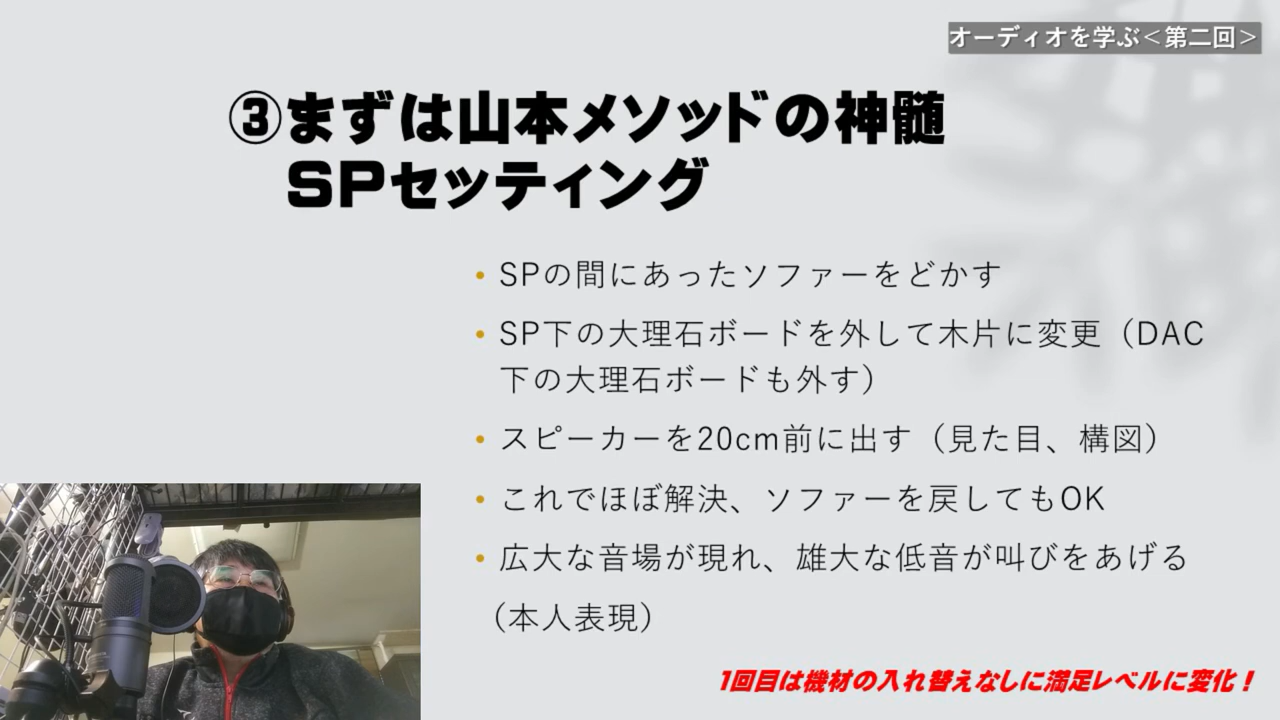 オーディオを学ぶ＜第二回＞
③まずは山本メソッドの神髄
SPセッティング
• SPの間にあったソファーをどかす
• SP下の大理石ボードを外して木片に変更（DAC
下の大理石ボードも外す）
• スピーカーを20cm前に出す（見た目、構図）
• これでほぼ解決、ソファーを戻してもOK
• 広大な音場が現れ、雄大な低音が叫びをあげる
（本人表現）
1回目は機材の入れ替えなしに満足レベルに変化！